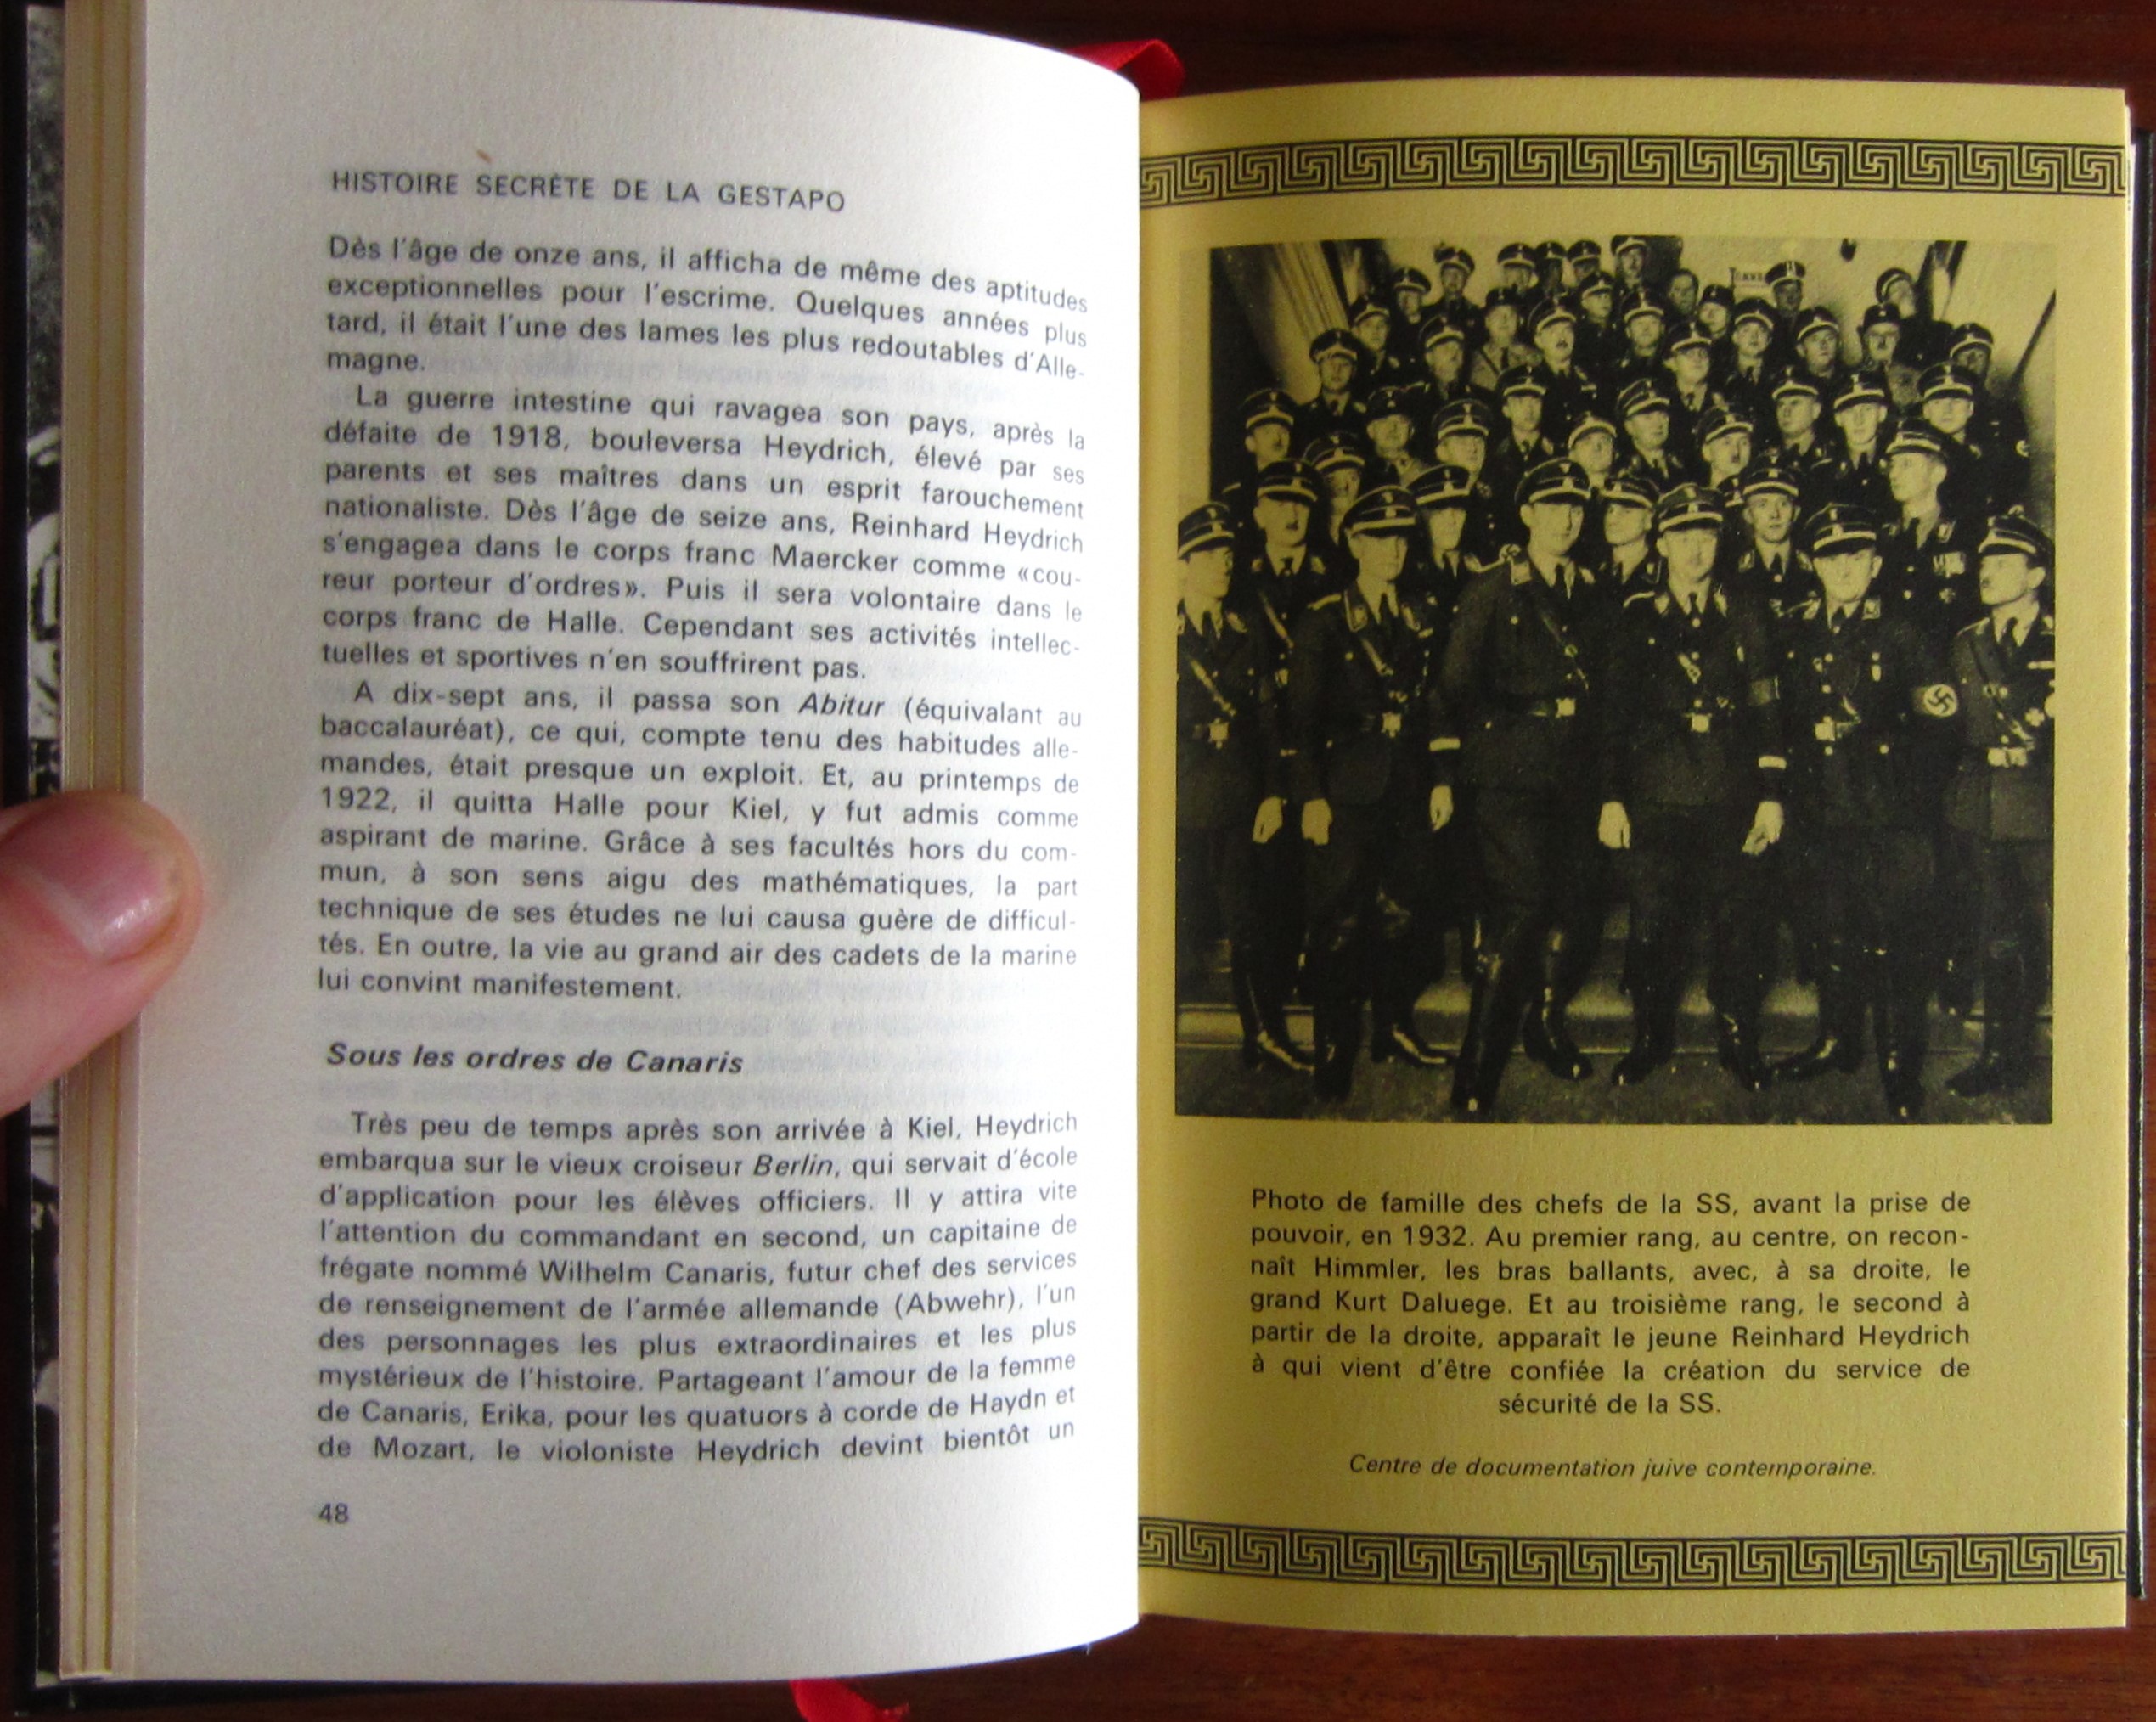 HISTOIRE SECRÈTE DE LA GESTAPO
Dès l'âge de onze ans, il afficha de même des aptitudes
exceptionnelles pour l'escrime. Quelques années plus
tard, il était l'une des lames les plus redoutables d'Alle-
magne.
La guerre intestine qui ravagea son pays, après la
défaite de 1918, bouleversa Heydrich, élevé par ses
parents et ses maîtres dans un esprit farouchement
nationaliste. Dès l'âge de seize ans, Reinhard Heydrich
s'engagea dans le corps franc Maercker comme «cou-
reur porteur d'ordres». Puis il sera volontaire dans le
corps franc de Halle. Cependant ses activités intellec-
tuelles et sportives n'en souffrirent pas.
A dix-sept ans, il passa son Abitur (équivalant au
baccalauréat), ce qui, compte tenu des habitudes alle-
mandes, était presque un exploit. Et, au printemps de
1922, il quitta Halle pour Kiel, y fut admis comme
aspirant de marine. Grâce à ses facultés hors du com-
mun, à son sens aigu des mathématiques, la part
technique de ses études ne lui causa guère de difficul-
tés. En outre, la vie au grand air des cadets de la marine
lui convint manifestement.
Sous les ordres de Canaris
Très peu de temps après son arrivée à Kiel, Heydrich
embarqua sur le vieux croiseur Berlin, qui servait d'école
d'application pour les élèves officiers. Il y attira vite
l'attention du commandant en second, un capitaine de
frégate nommé Wilhelm Canaris, futur chef des services
de renseignement de l'armée allemande (Abwehr), l'un
des personnages les plus extraordinaires et les plus
mystérieux de l'histoire. Partageant l'amour de la femme
de Canaris, Erika, pour les quatuors à corde de Haydn et
de Mozart, le violoniste Heydrich devint bientôt un
48
Photo de famille des chefs de la SS, avant la prise de
pouvoir, en 1932. Au premier rang, au centre, on recon-
naît Himmler, les bras ballants, avec, à sa droite, le
grand Kurt Daluege. Et au troisième rang, le second à
partir de la droite, apparaît le jeune Reinhard Heydrich
à qui vient d'être confiée la création du service de
sécurité de la SS.
Centre de documentation juive contemporaine.